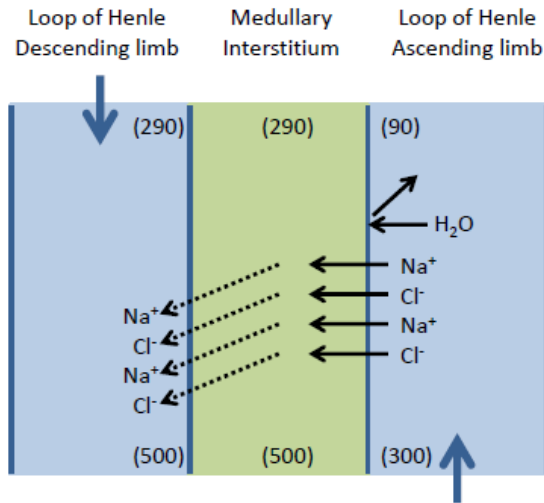 Loop of Henle
Descending limb
Medullary
Interstitium
Loop of Henle
Ascending limb
(290)
(290)
(90)
H₂O
Na⁺
Cl⁻
Na⁺
Cl⁻
Na⁺
Cl⁻
Na⁺
Cl⁻
(500)
(500)
(300)